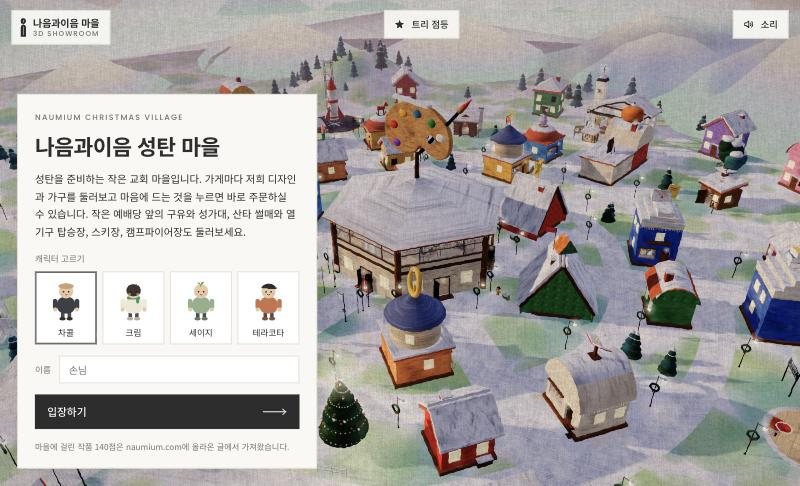 나음과이음 마을
3D SHOWROOM
트리 점등
소리
NAUMIUM CHRISTMAS VILLAGE
나음과이음 성탄 마을
성탄을 준비하는 작은 교회 마을입니다. 가게마다 저희 디자인
과 가구를 둘러보고 마음에 드는 것을 누르면 바로 주문하실
수 있습니다. 작은 예배당 앞의 구유와 성가대, 산타 썰매와 열
기구 탑승장, 스키장, 캠프파이어장도 둘러보세요.
캐릭터 고르기
차콜
크림
세이지
테라코타
이름
손님
입장하기
마을에 걸린 작품 140점은 naumium.com에 올라온 글에서 가져왔습니다.